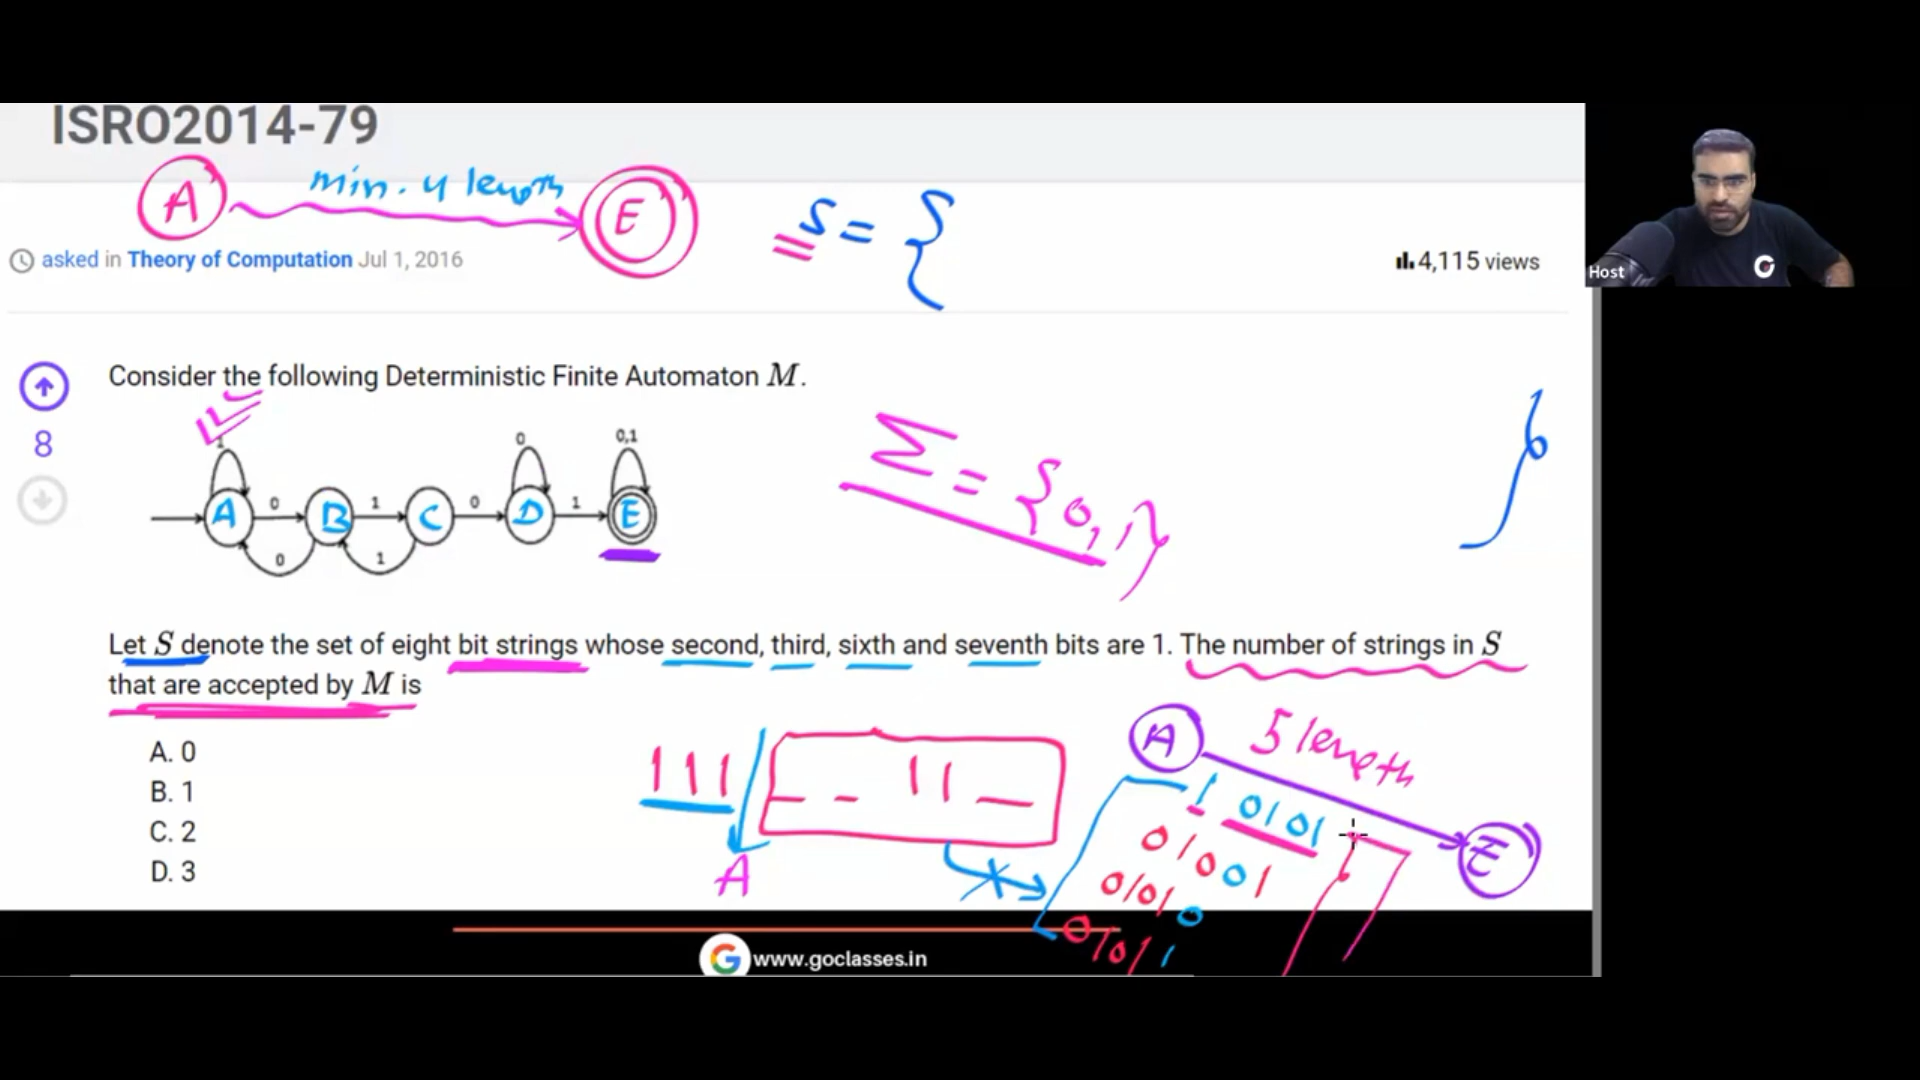 ISRO2014-79
A min. 4 length E
S = {
asked in Theory of Computation Jul 1, 2016
4,115 views
Host
8
Consider the following Deterministic Finite Automaton M.
Σ = {0,1}
1 0 0,1
A 0 B 1 C 0 D 1 E
0 1
Let S denote the set of eight bit strings whose second, third, sixth and seventh bits are 1. The number of strings in S
that are accepted by M is
A. 0
B. 1
C. 2
D. 3
111 _ _ 11 _
A
A 5 length E
1 0101
01001
01010
01011
www.goclasses.in